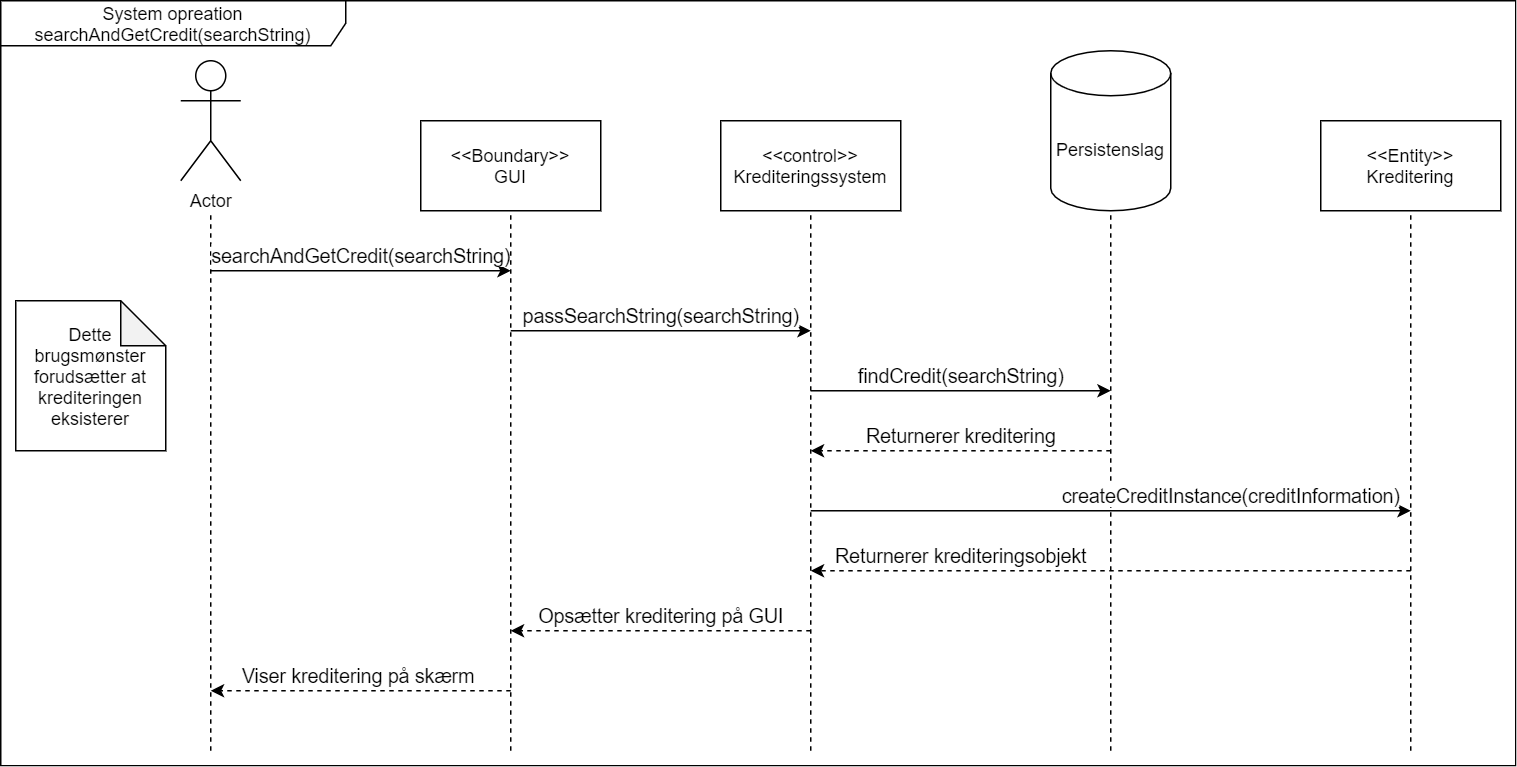 System opreation
searchAndGetCredit(searchString)
Actor
<<Boundary>>
GUI
<<control>>
Krediteringssystem
Persistenslag
<<Entity>>
Kreditering
searchAndGetCredit(searchString)
Dette
brugsmønster
forudsætter at
krediteringen
eksisterer
passSearchString(searchString)
findCredit(searchString)
Returnerer kreditering
createCreditInstance(creditInformation)
Returnerer krediteringsobjekt
Opsætter kreditering på GUI
Viser kreditering på skærm